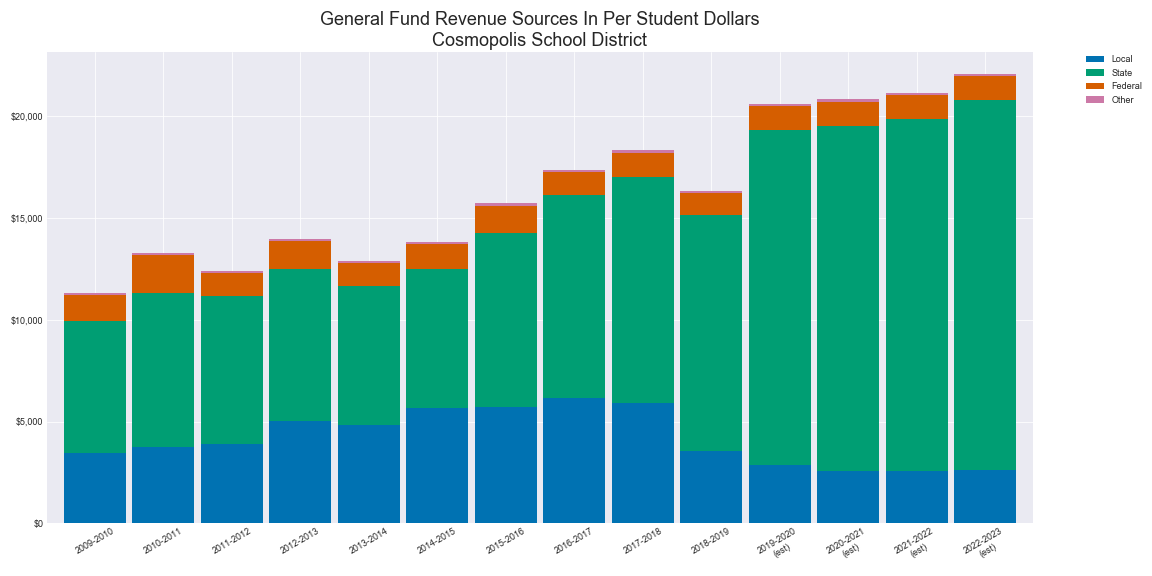 General Fund Revenue Sources In Per Student Dollars
Cosmopolis School District
Local
State
Federal
Other
$20,000
$15,000
$10,000
$5,000
$0
2009-2010
2010-2011
2011-2012
2012-2013
2013-2014
2014-2015
2015-2016
2016-2017
2017-2018
2018-2019
2019-2020
(est)
2020-2021
(est)
2021-2022
(est)
2022-2023
(est)